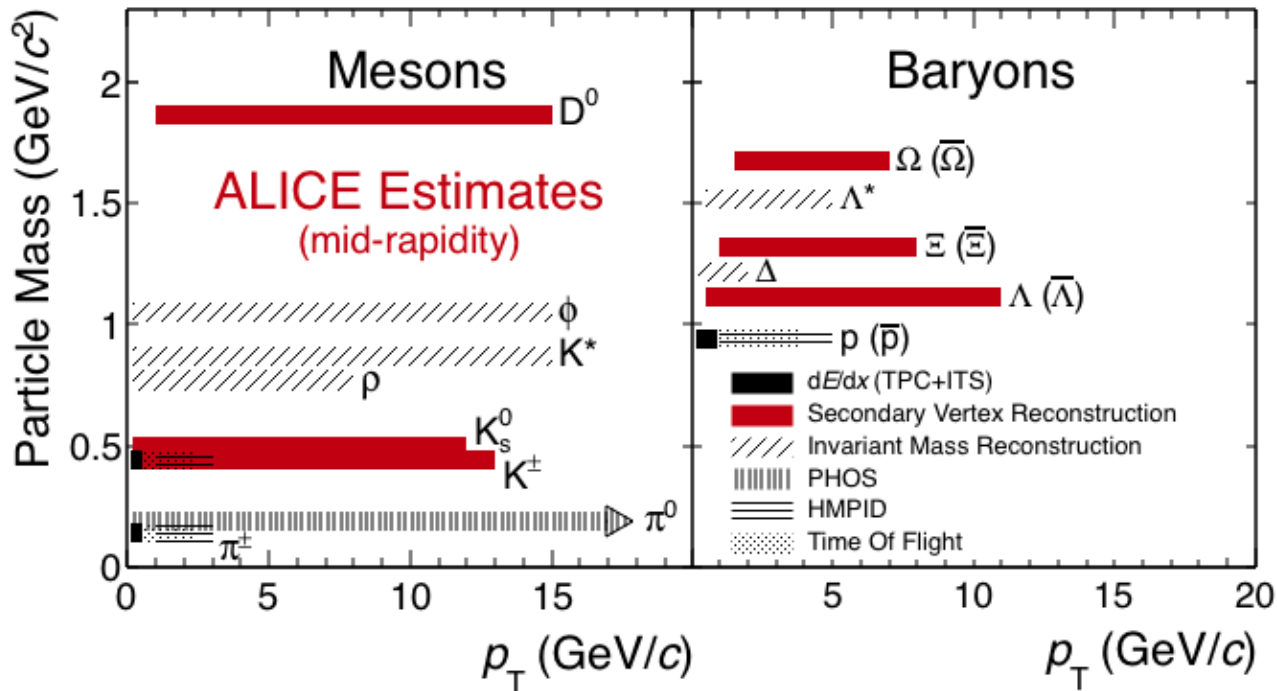 Particle Mass (GeV/c²)
2
1.5
1
0.5
0
Mesons
D⁰
ALICE Estimates
(mid-rapidity)
ϕ
K*
ρ
K⁰ₛ
K±
π⁰
π±
0 5 10 15
p_T (GeV/c)
Baryons
Ω (Ω̅)
Λ*
Ξ (Ξ̅)
Δ
Λ (Λ̅)
p (p̅)
dE/dx (TPC+ITS)
Secondary Vertex Reconstruction
Invariant Mass Reconstruction
PHOS
HMPID
Time Of Flight
5 10 15 20
p_T (GeV/c)